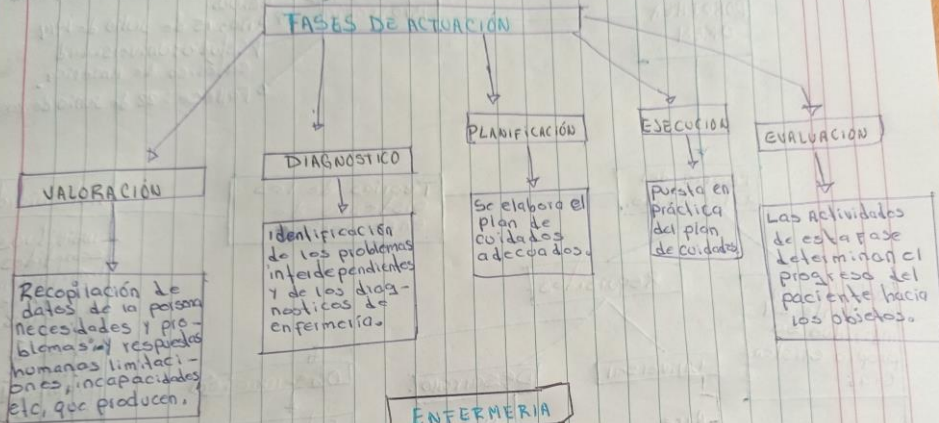 FASES DE ACTUACIÓN
VALORACIÓN
Recopilación de
datos de la persona
necesidades y pro-
blemas y respuestas
humanas limitaci-
ones, incapacidades
etc, que producen.
DIAGNOSTICO
identificación
de los problemas
interdependientes
y de los diag-
nosticos de
enfermería.
PLANIFICACIÓN
Se elabora el
plan de
cuidados
adecuados.
EJECUCION
puesta en
práctica
del plan
de cuidados
EVALUACIÓN
Las Actividades
de esta fase
determinan el
progreso del
paciente hacia
los objetos.
ENFERMERIA